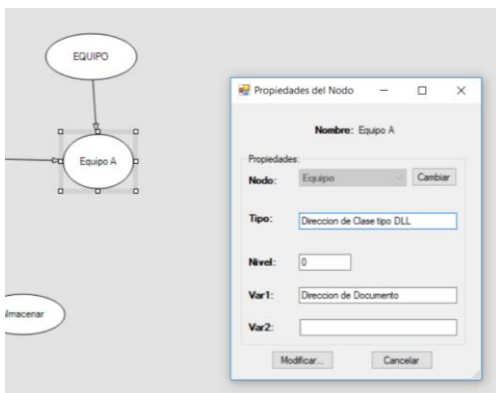 EQUIPO
Equipo A
lmacenar
Propiedades del Nodo
Nombre: Equipo A
Propiedades:
Nodo: Equipo Cambiar
Tipo: Direccion de Clase tipo DLL
Nivel: 0
Var1: Direccion de Documento
Var2:
Modificar... Cancelar